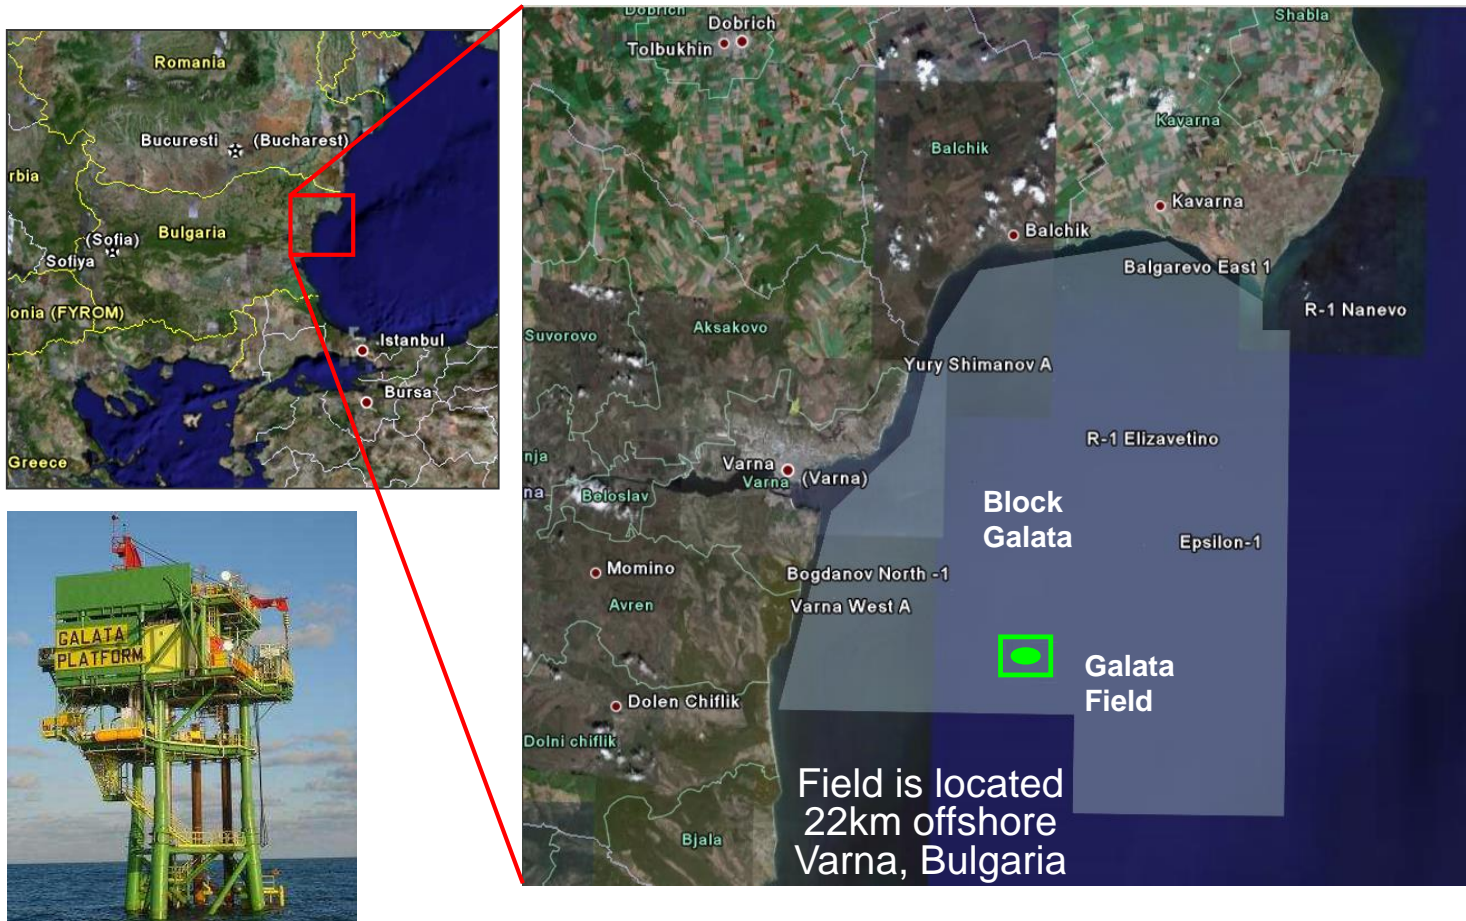 Romania
Bucuresti
(Bucharest)
rbia
Bulgaria
(Sofia)
Sofiya
onia (FYROM)
Istanbul
Bursa
Greece
GALATA
PLATFORM
Dobrich
Dobrich
Tolbukhin
Shabla
Kavarna
Balchik
Kavarna
Balchik
Balgarevo East 1
R-1 Nanevo
Suvorovo
Aksakovo
Yury Shimanov A
R-1 Elizavetino
nja
Varna
Varna
(Varna)
na
Beloslav
Block
Galata
Epsilon-1
Momino
Bogdanov North -1
Avren
Varna West A
Galata
Field
Dolen Chiflik
Dolni chiflik
Field is located
22km offshore
Varna, Bulgaria
Bjala